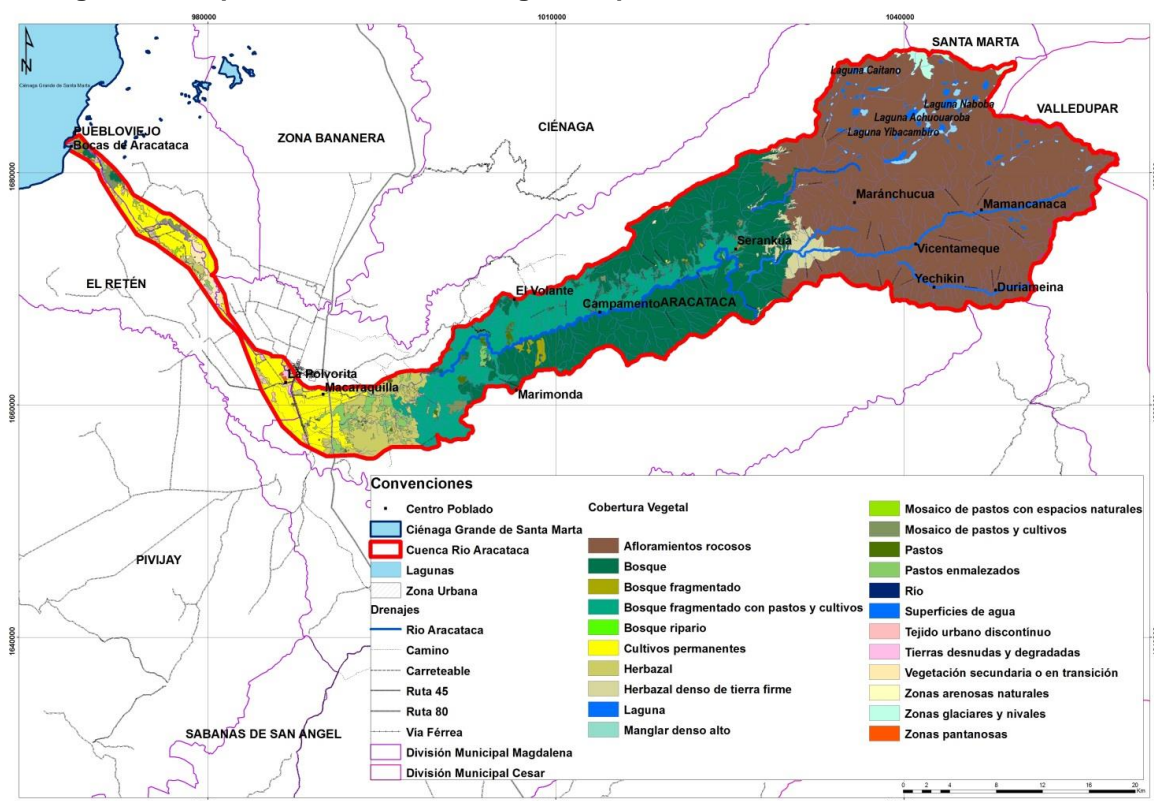 980000
1010000
1040000
N
SANTA MARTA
Ciénaga Grande de Santa Marta
Laguna Caitano
Laguna Naboba
VALLEDUPAR
Laguna Achuouaroba
Laguna Yibacambiro
PUEBLOVIEJO
Bocas de Aracataca
ZONA BANANERA
CIÉNAGA
1680000
Maránchucua
Mamancanaca
Serankua
Vicentameque
EL RETÉN
El Volante
Yechikin
Duriameina
Campamento
ARACATACA
La Polvorita
Macaraquilla
Marimonda
1660000
PIVIJAY
1640000
SABANAS DE SAN ANGEL
Convenciones
Centro Poblado
Ciénaga Grande de Santa Marta
Cuenca Rio Aracataca
Lagunas
Zona Urbana
Drenajes
Rio Aracataca
Camino
Carreteable
Ruta 45
Ruta 80
Via Férrea
División Municipal Magdalena
División Municipal Cesar
Cobertura Vegetal
Afloramientos rocosos
Bosque
Bosque fragmentado
Bosque fragmentado con pastos y cultivos
Bosque ripario
Cultivos permanentes
Herbazal
Herbazal denso de tierra firme
Laguna
Manglar denso alto
Mosaico de pastos con espacios naturales
Mosaico de pastos y cultivos
Pastos
Pastos enmalezados
Rio
Superficies de agua
Tejido urbano discontinuo
Tierras desnudas y degradadas
Vegetación secundaria o en transición
Zonas arenosas naturales
Zonas glaciares y nivales
Zonas pantanosas
0 2 4 8 12 16 20
Km